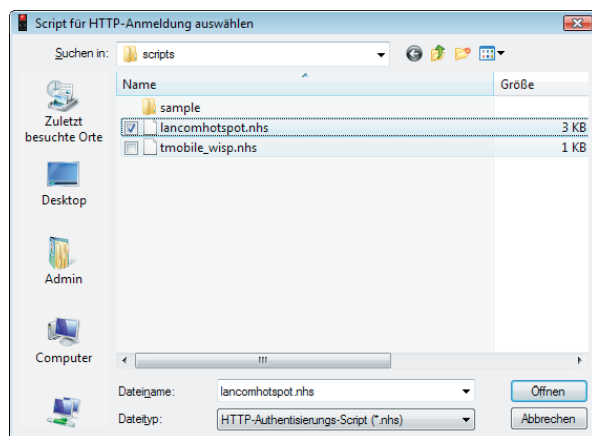 Script für HTTP-Anmeldung auswählen
Suchen in: scripts
Name Größe
sample
lancomhotspot.nhs 3 KB
tmobile_wisp.nhs 1 KB
Zuletzt
besuchte Orte
Desktop
Admin
Computer
Dateiname: lancomhotspot.nhs Öffnen
Dateityp: HTTP-Authentisierungs-Script (*.nhs) Abbrechen